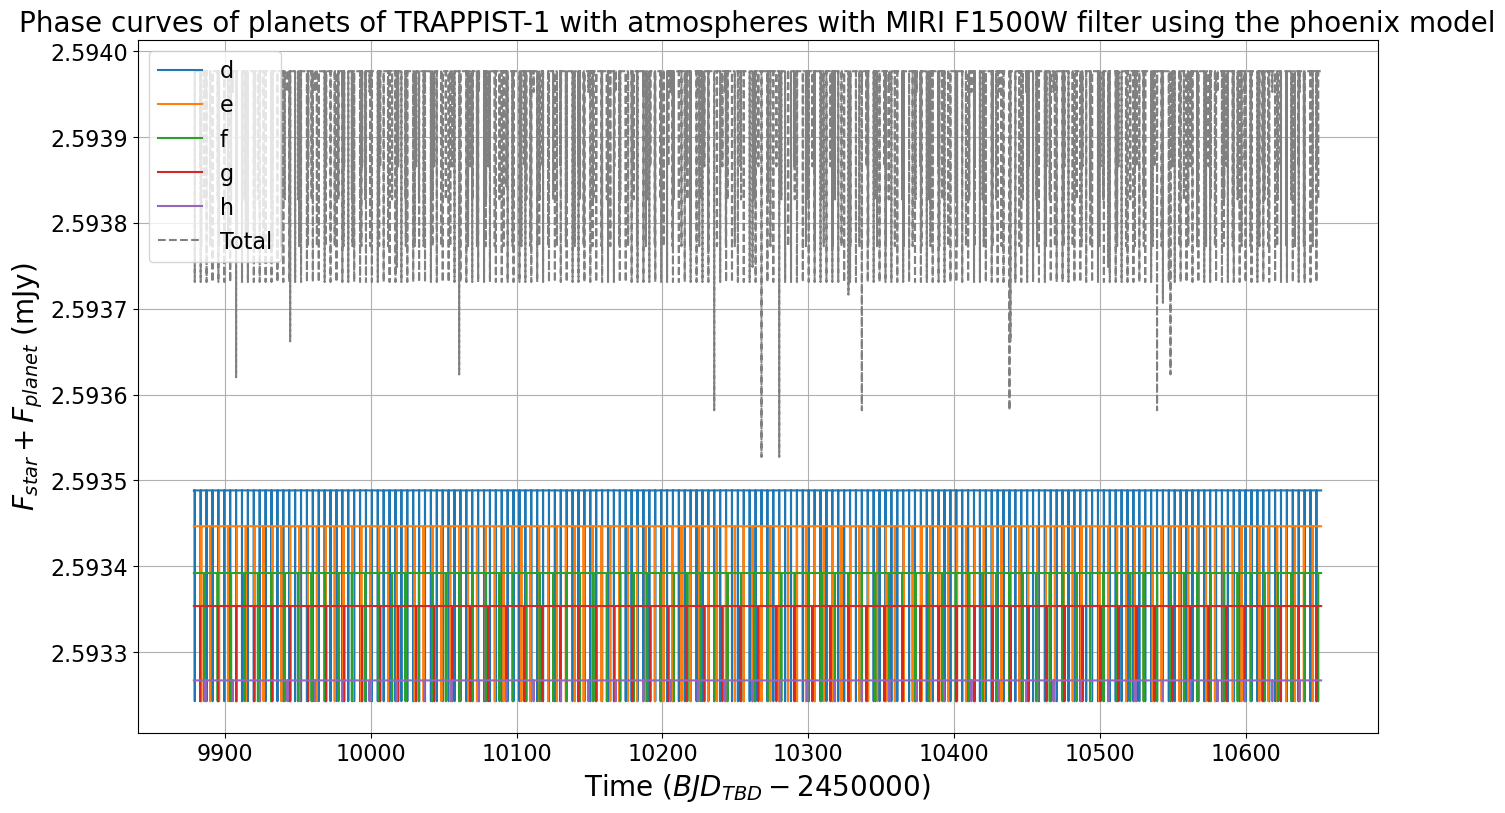 Phase curves of planets of TRAPPIST-1 with atmospheres with MIRI F1500W filter using the phoenix model
2.5940
2.5939
2.5938
2.5937
2.5936
2.5935
2.5934
2.5933
F_star + F_planet (mJy)
d
e
f
g
h
Total
9900
10000
10100
10200
10300
10400
10500
10600
Time (BJD_TBD − 2450000)